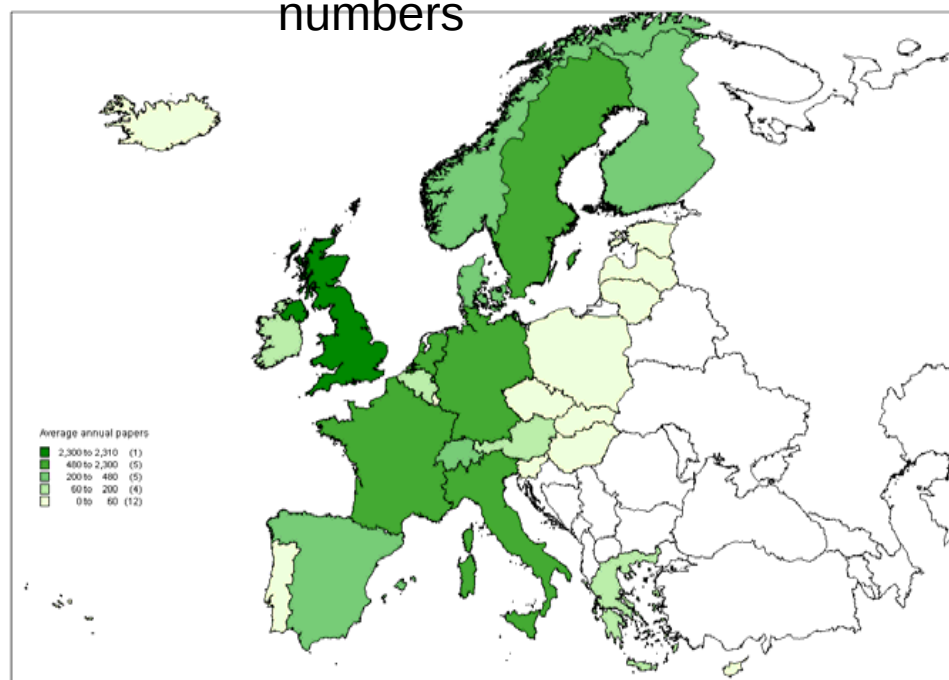 numbers
Average annual papers
2,300 to 2,310 (1)
480 to 2,300 (5)
200 to 480 (5)
60 to 200 (4)
0 to 60 (12)